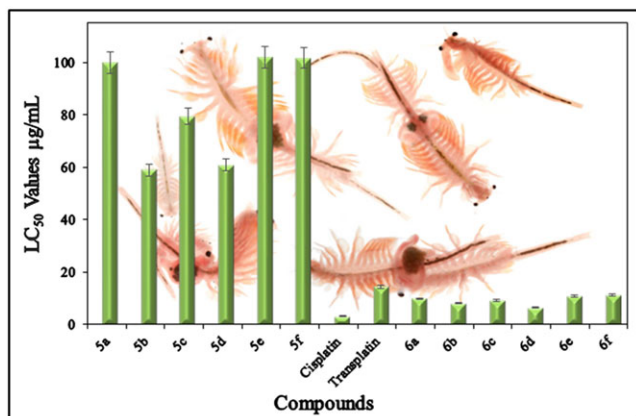 LC50 Values µg/mL
100
80
60
40
20
0
5a
5b
5c
5d
5e
5f
Cisplatin
Transplatin
6a
6b
6c
6d
6e
6f
Compounds